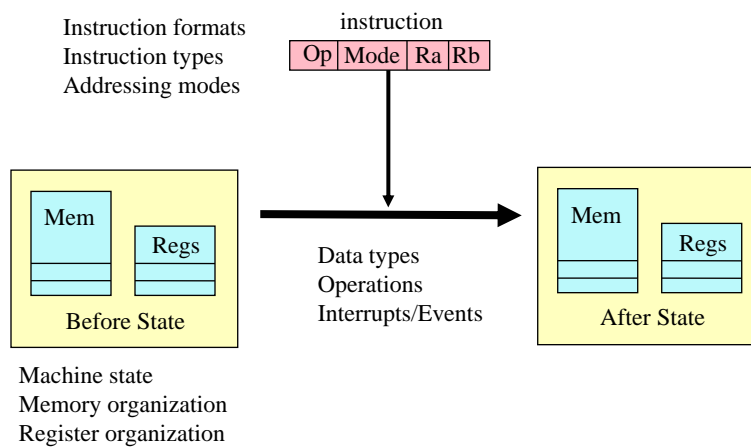 Instruction formats
Instruction types
Addressing modes
instruction
Op Mode Ra Rb
Mem
Regs
Before State
Data types
Operations
Interrupts/Events
Mem
Regs
After State
Machine state
Memory organization
Register organization